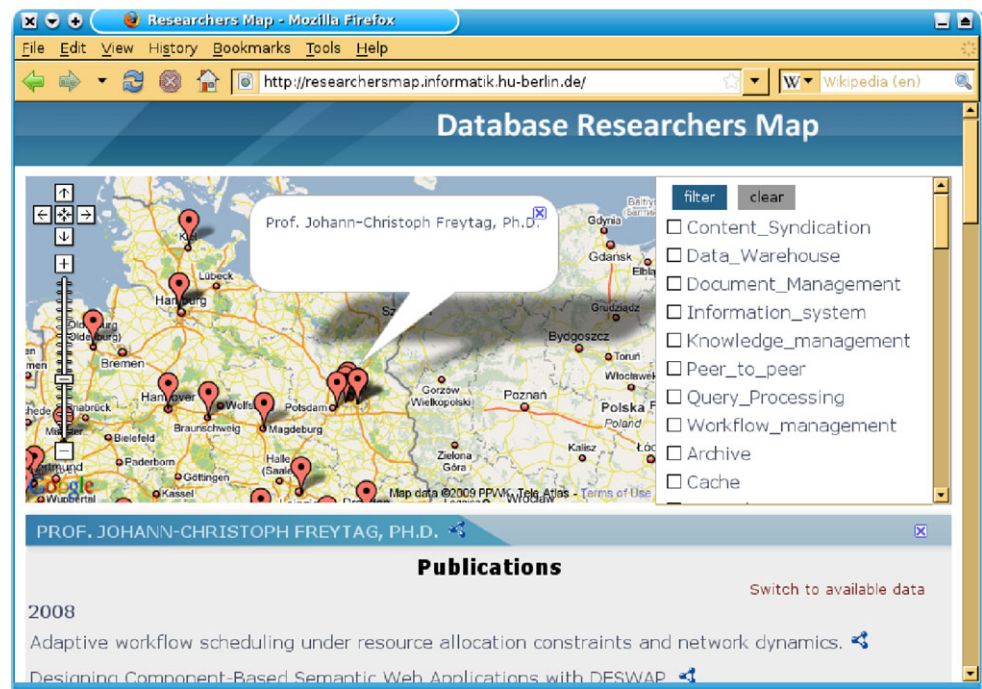 Researchers Map - Mozilla Firefox
File Edit View History Bookmarks Tools Help
http://researchersmap.informatik.hu-berlin.de/
W
Wikipedia (en)
Database Researchers Map
Prof. Johann-Christoph Freytag, Ph.D.
Kiel
Lübeck
Hamburg
Bremen
Hannover
Wolfs
Braunschweig
Magdeburg
Potsdam
Bielefeld
Paderborn
Göttingen
Kassel
Wuppertal
Halle
(Saale)
Gdynia
Gdańsk
Elblą
Grudziądz
Bydgoszcz
Toruń
Włocławek
Gorzów
Wielkopolski
Poznań
Polska
Poland
Kalisz
Zielona
Góra
Wrocław
Google
Map data ©2009 PPWK, Tele Atlas - Terms of Use
filter clear
Content_Syndication
Data_Warehouse
Document_Management
Information_system
Knowledge_management
Peer_to_peer
Query_Processing
Workflow_management
Archive
Cache
PROF. JOHANN-CHRISTOPH FREYTAG, PH.D.
Publications
Switch to available data
2008
Adaptive workflow scheduling under resource allocation constraints and network dynamics.
Designing Component-Based Semantic Web Applications with DESWAP